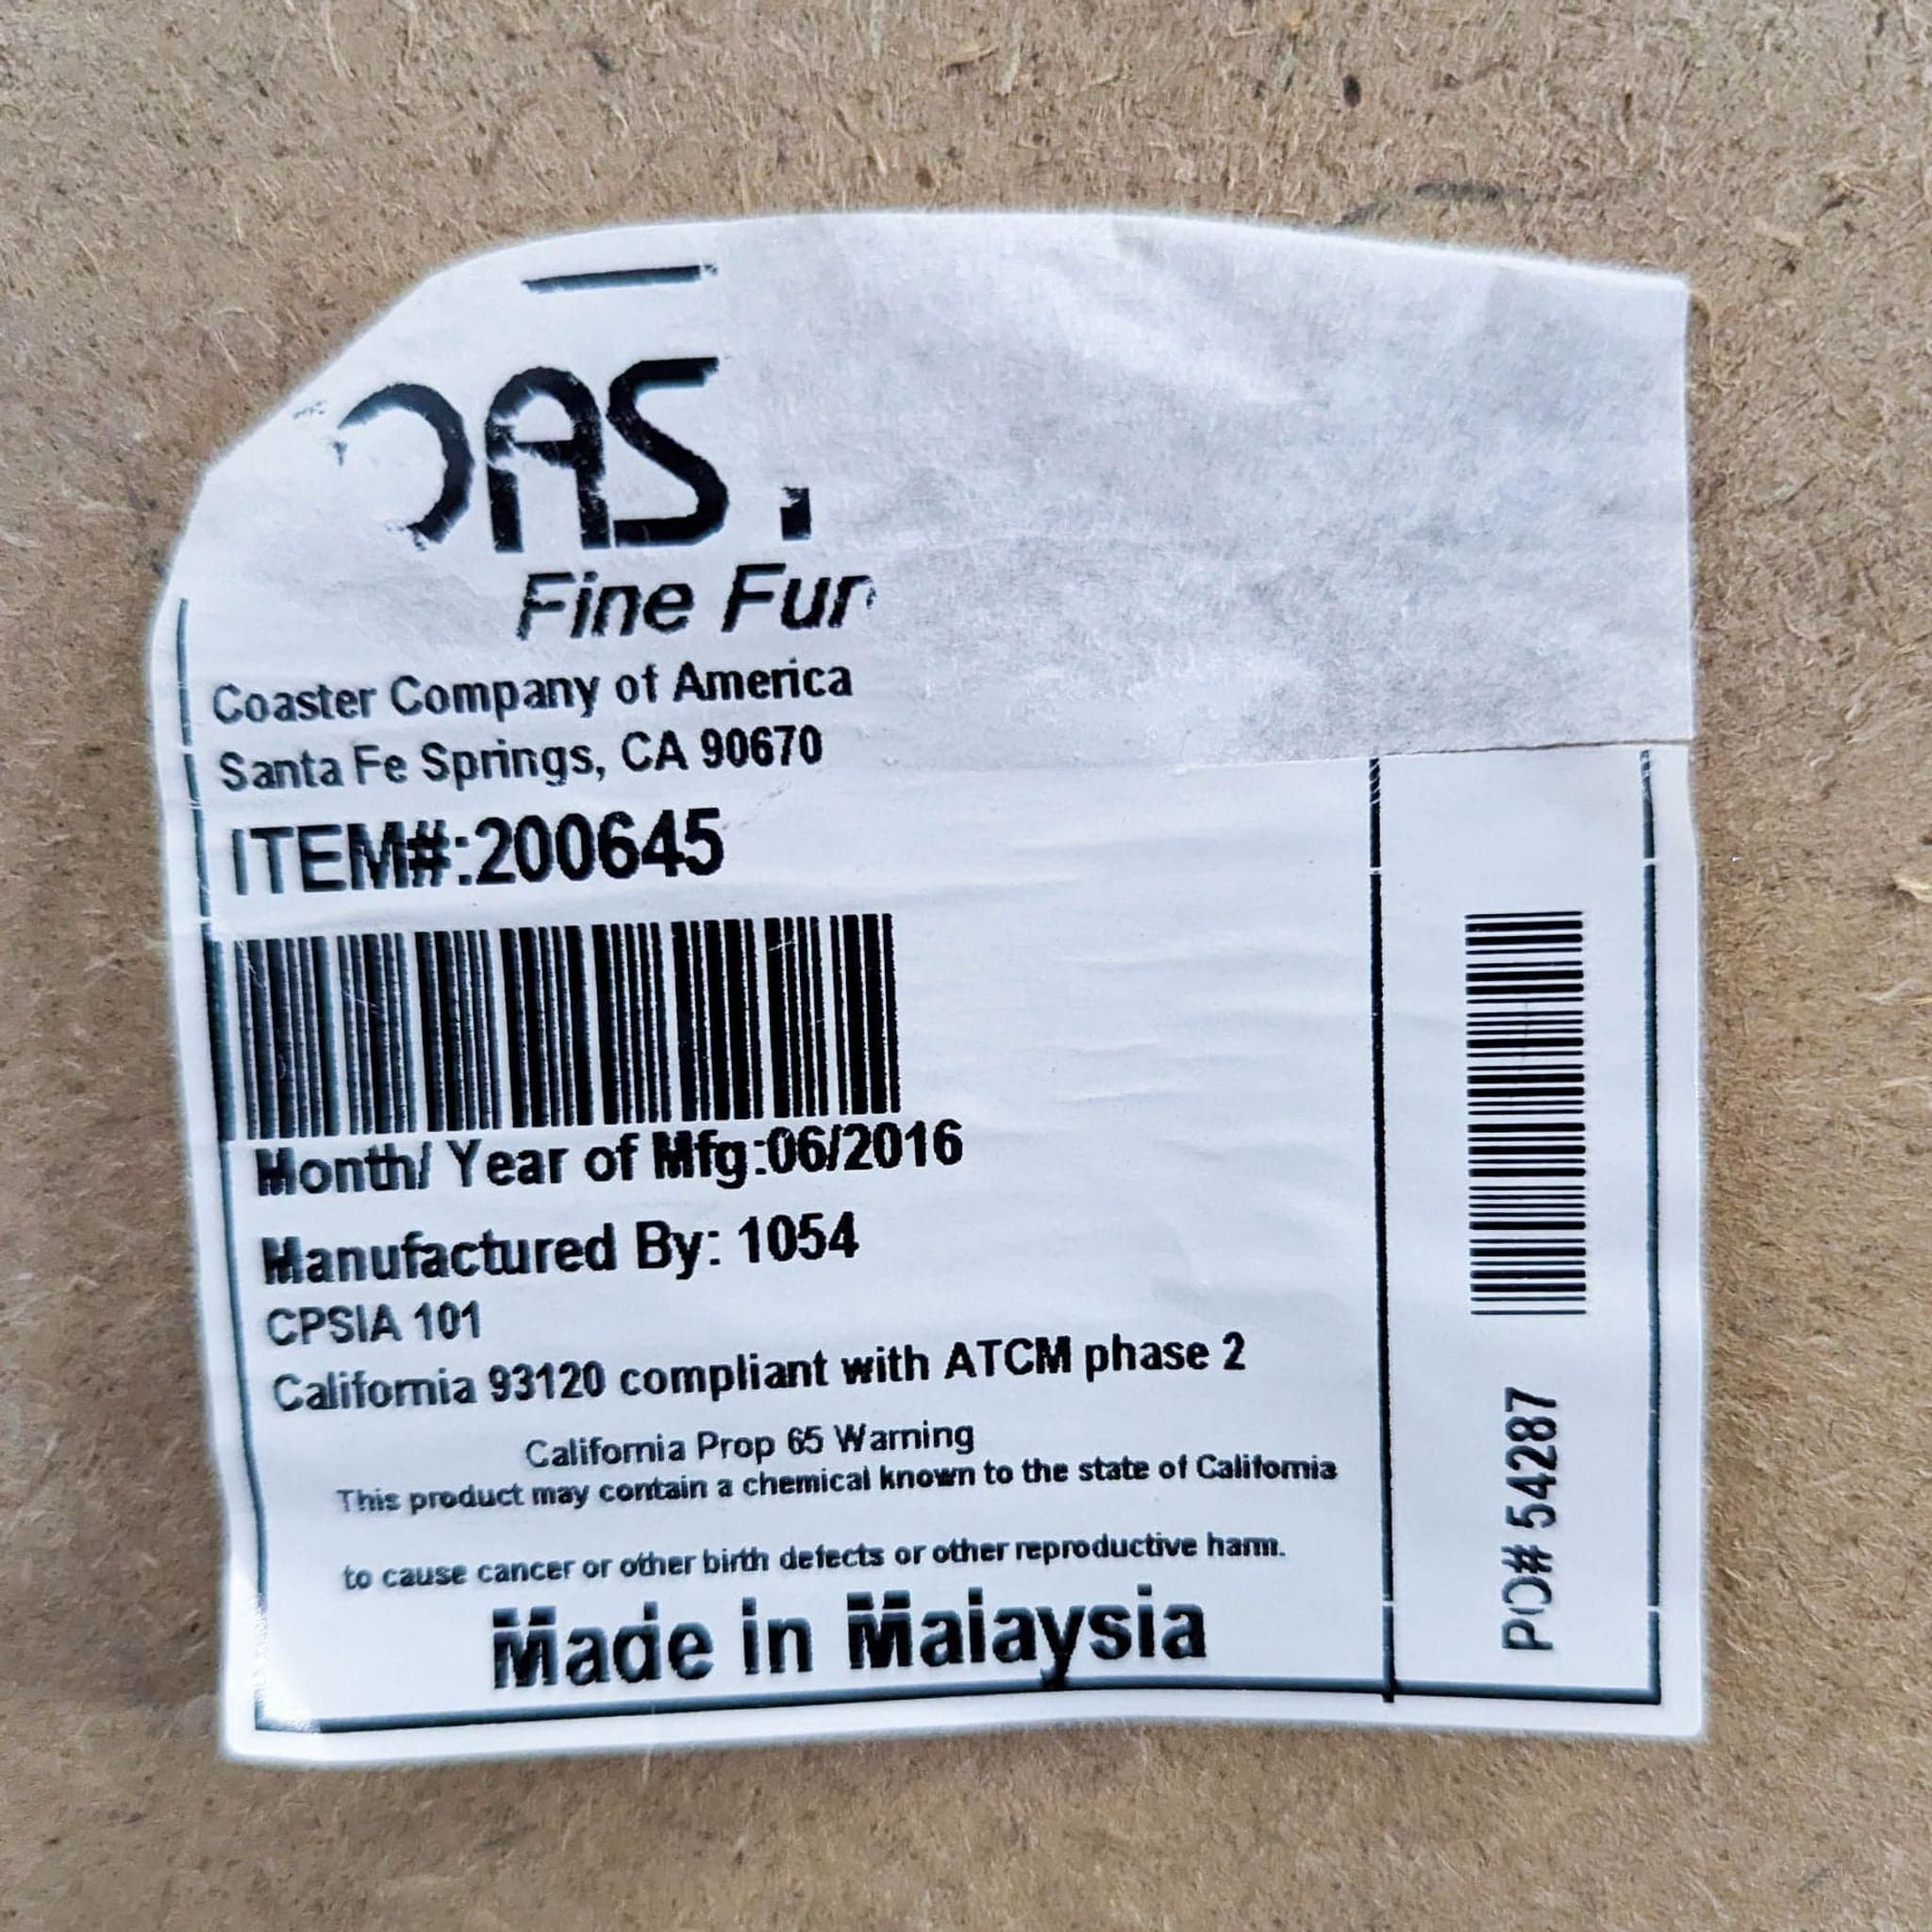 OAS
Fine Fur
Coaster Company of America
Santa Fe Springs, CA 90670
ITEM#:200645
Month/ Year of Mfg:06/2016
Manufactured By: 1054
CPSIA 101
California 93120 compliant with ATCM phase 2
California Prop 65 Warning
This product may contain a chemical known to the state of California
to cause cancer or other birth defects or other reproductive harm.
Made in Malaysia
PO# 54287